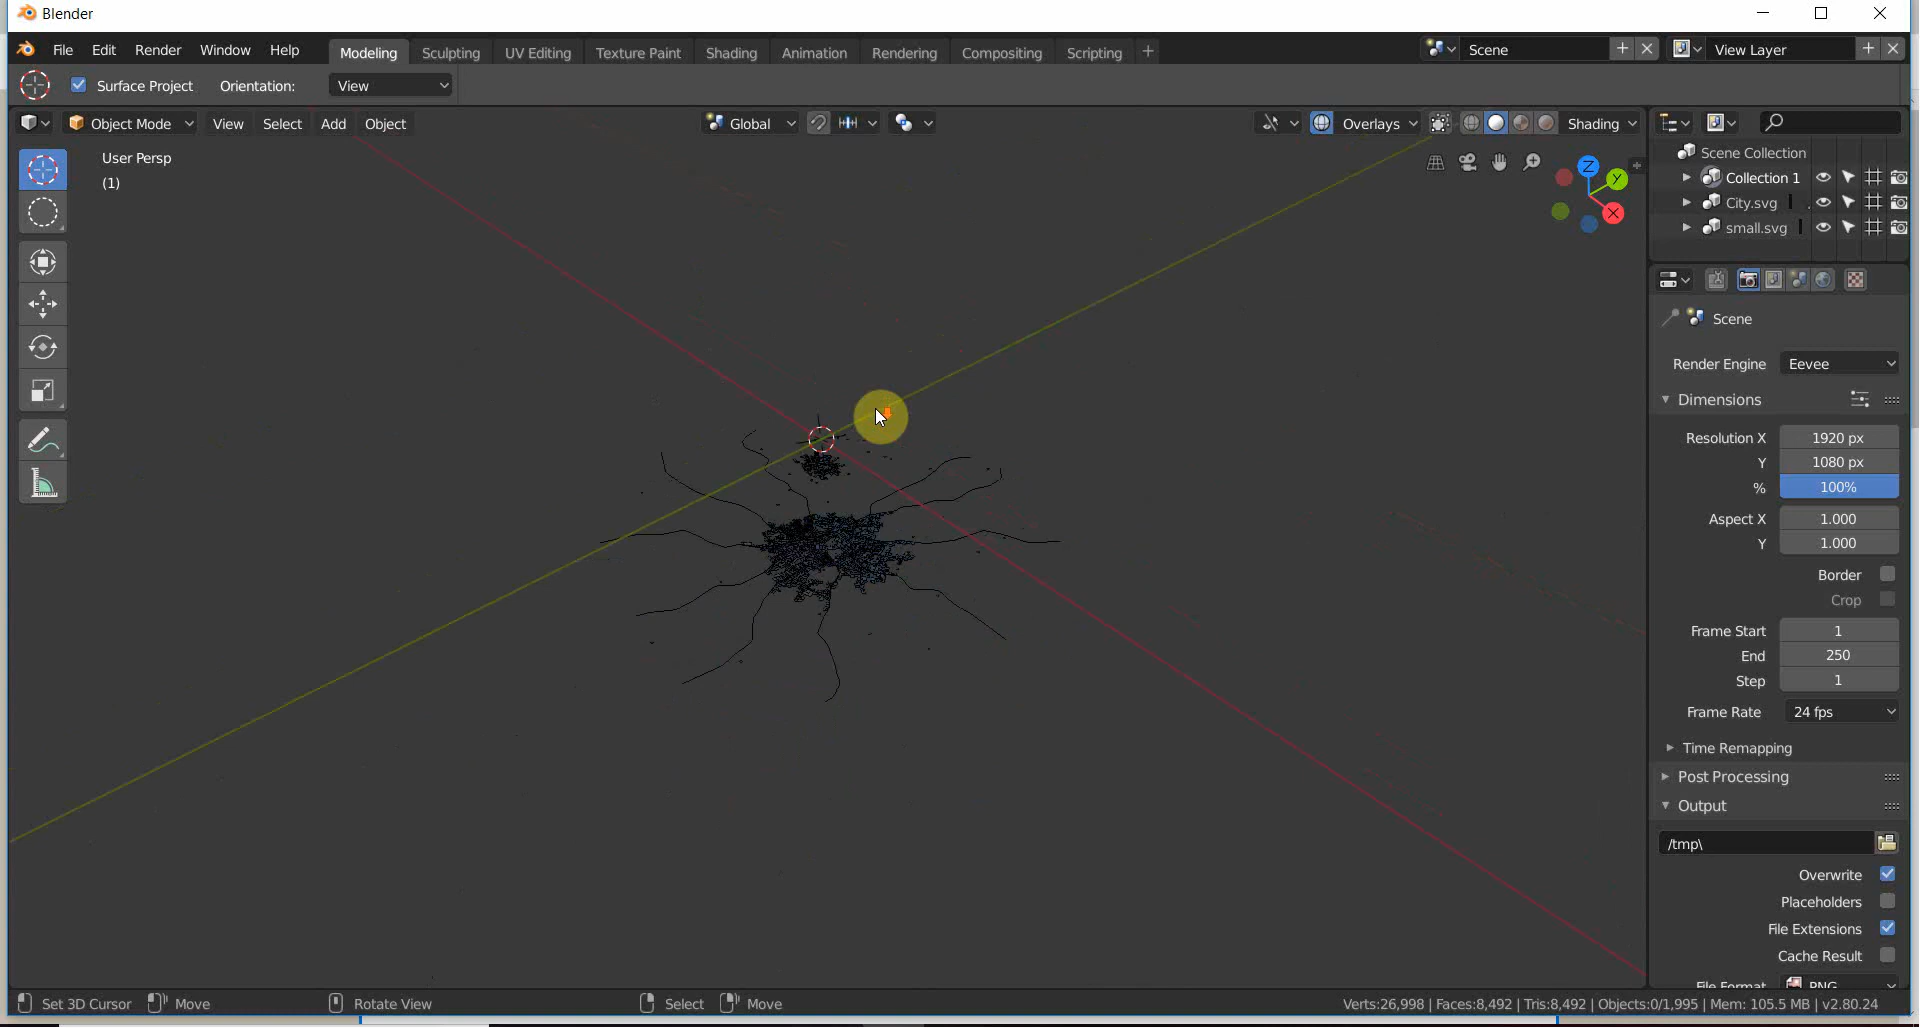 Blender
File Edit Render Window Help Modeling Sculpting UV Editing Texture Paint Shading Animation Rendering Compositing Scripting + Scene View Layer
Surface Project Orientation: View
Object Mode View Select Add Object Global Overlays Shading
User Persp
(1)
Z
Y
X
Scene Collection
Collection 1
City.svg
small.svg
Scene
Render Engine Eevee
Dimensions
Resolution X 1920 px
Y 1080 px
% 100%
Aspect X 1.000
Y 1.000
Border
Crop
Frame Start 1
End 250
Step 1
Frame Rate 24 fps
Time Remapping
Post Processing
Output
/tmp\
Overwrite
Placeholders
File Extensions
Cache Result
File Format PNG
Set 3D Cursor Move Rotate View Select Move Verts:26,998 | Faces:8,492 | Tris:8,492 | Objects:0/1,995 | Mem: 105.5 MB | v2.80.24